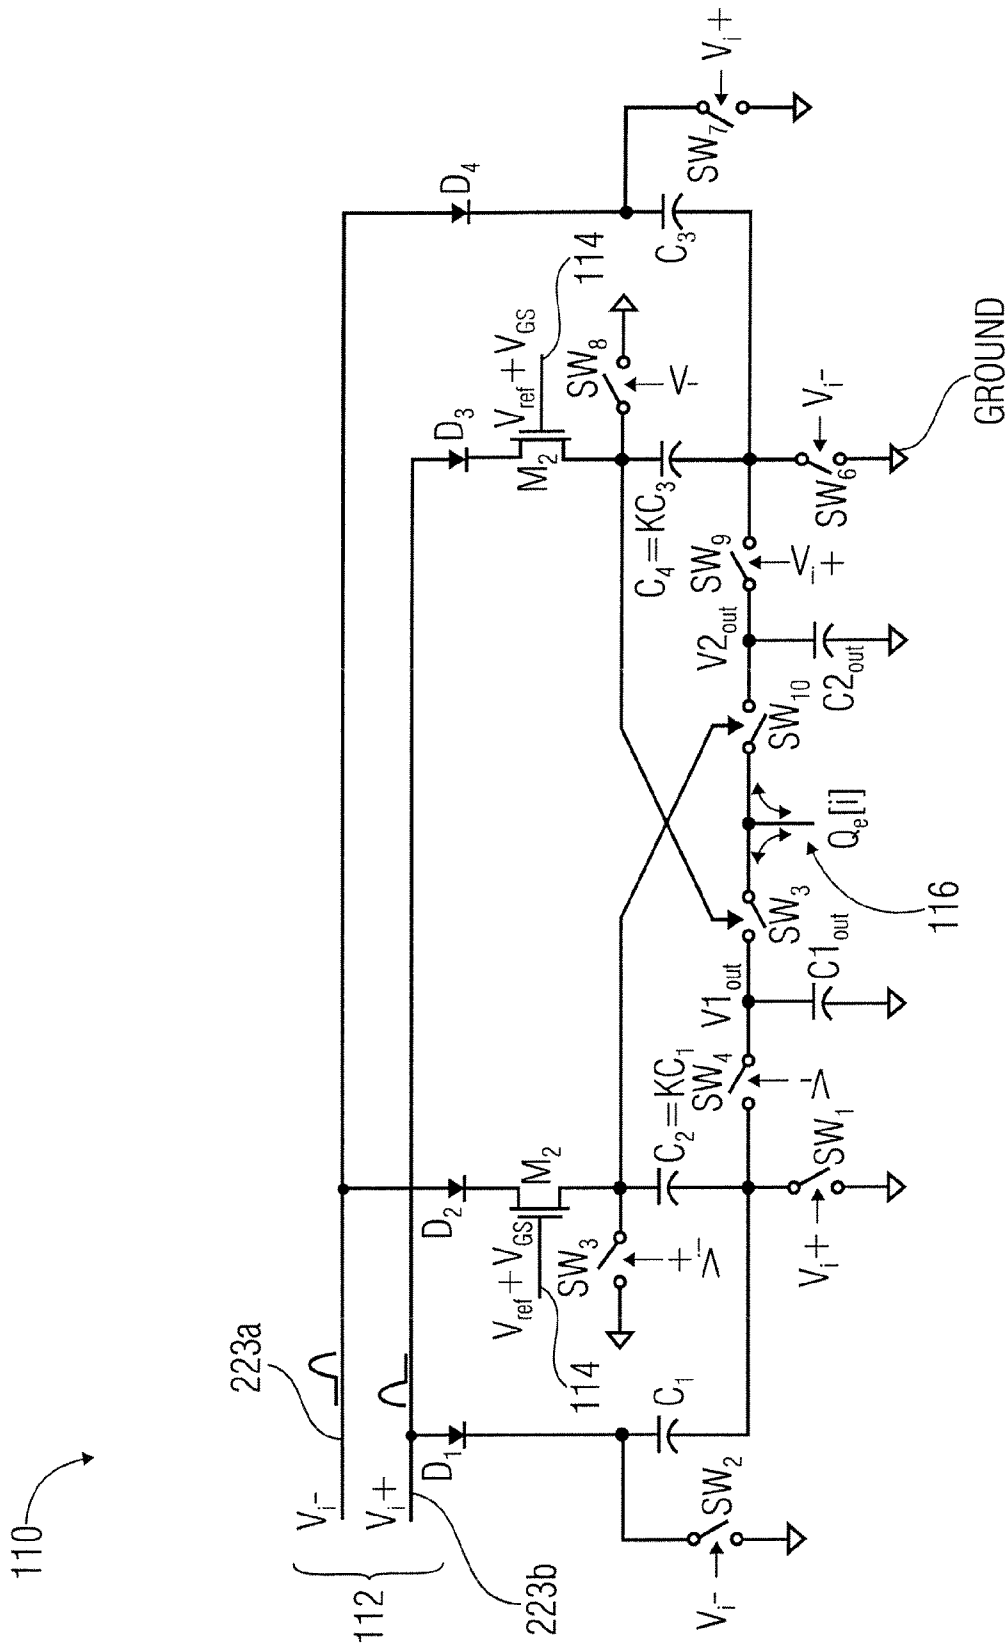 110
112
V_i-
V_i+
223a
223b
D_1
D_2
D_3
D_4
V_ref+V_GS
114
M_2
V_ref+V_GS
114
M_2
SW_3
V_i+
SW_8
V-
C_1
C_2=KC_1
C_4=KC_3
C_3
SW_2
V_i-
SW_1
V_i+
SW_4
V-
V1_out
C1_out
SW_3
116
Q_e[i]
SW_10
V2_out
C2_out
SW_9
V_i+
SW_6
V_i-
SW_7
V_i+
GROUND